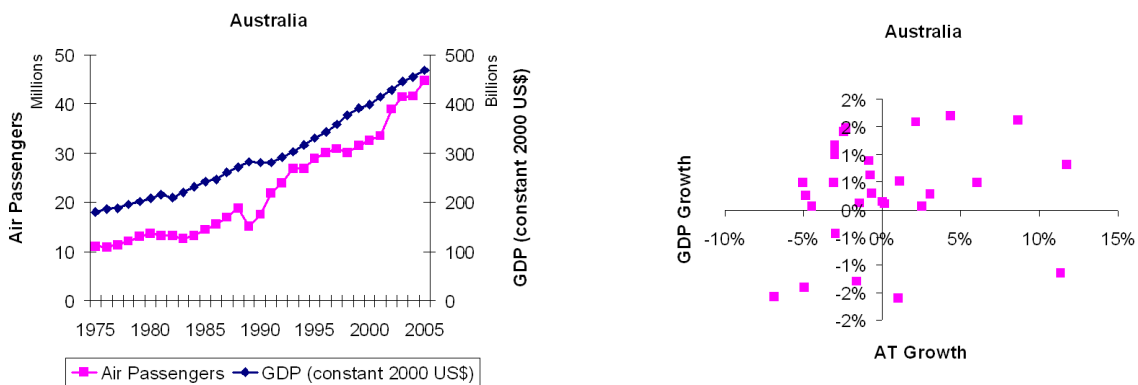 Australia
50
40
30
20
10
0
Millions
Air Passengers
500
400
300
200
100
0
Billions
GDP (constant 2000 US$)
1975 1980 1985 1990 1995 2000 2005
Air Passengers GDP (constant 2000 US$)
Australia
2%
2%
1%
1%
0%
-1%
-1%
-2%
-2%
GDP Growth
-10% -5% 0% 5% 10% 15%
AT Growth